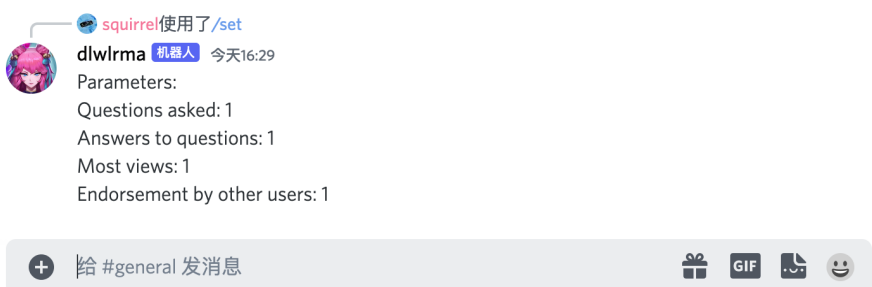 squirrel使用了/set
dlwlrma 机器人 今天16:29
Parameters:
Questions asked: 1
Answers to questions: 1
Most views: 1
Endorsement by other users: 1
给 #general 发消息
GIF